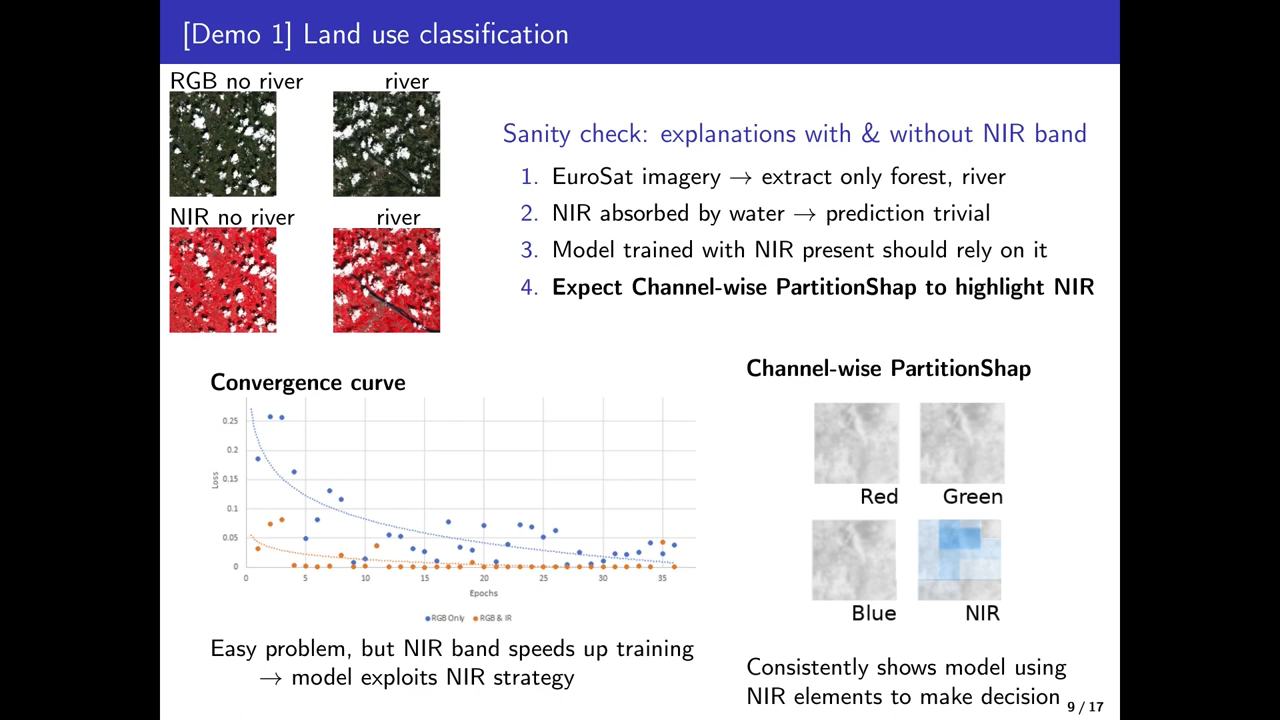 [Demo 1] Land use classification
RGB no river
river
NIR no river
river
Sanity check: explanations with & without NIR band
1. EuroSat imagery → extract only forest, river
2. NIR absorbed by water → prediction trivial
3. Model trained with NIR present should rely on it
4. Expect Channel-wise PartitionShap to highlight NIR
Convergence curve
0.25
0.2
0.15
0.1
0.05
0
Loss
0 5 10 15 20 25 30 35
Epochs
RGB Only RGB & IR
Easy problem, but NIR band speeds up training
→ model exploits NIR strategy
Channel-wise PartitionShap
Red Green
Blue NIR
Consistently shows model using
NIR elements to make decision
9 / 17